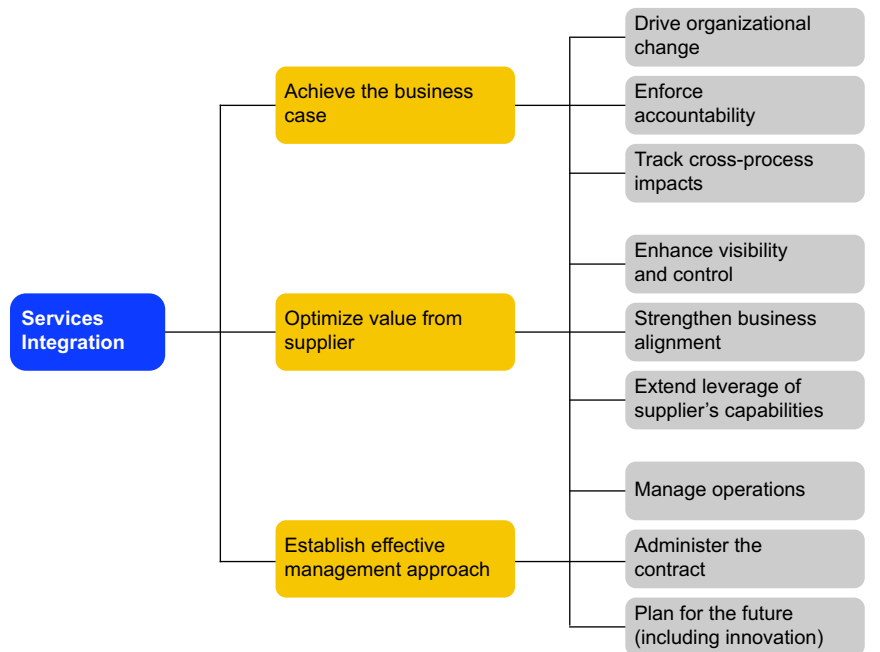 Drive organizational
change
Achieve the business
case
Enforce
accountability
Track cross-process
impacts
Enhance visibility
and control
Services
Integration
Optimize value from
supplier
Strengthen business
alignment
Extend leverage of
supplier’s capabilities
Manage operations
Establish effective
management approach
Administer the
contract
Plan for the future
(including innovation)